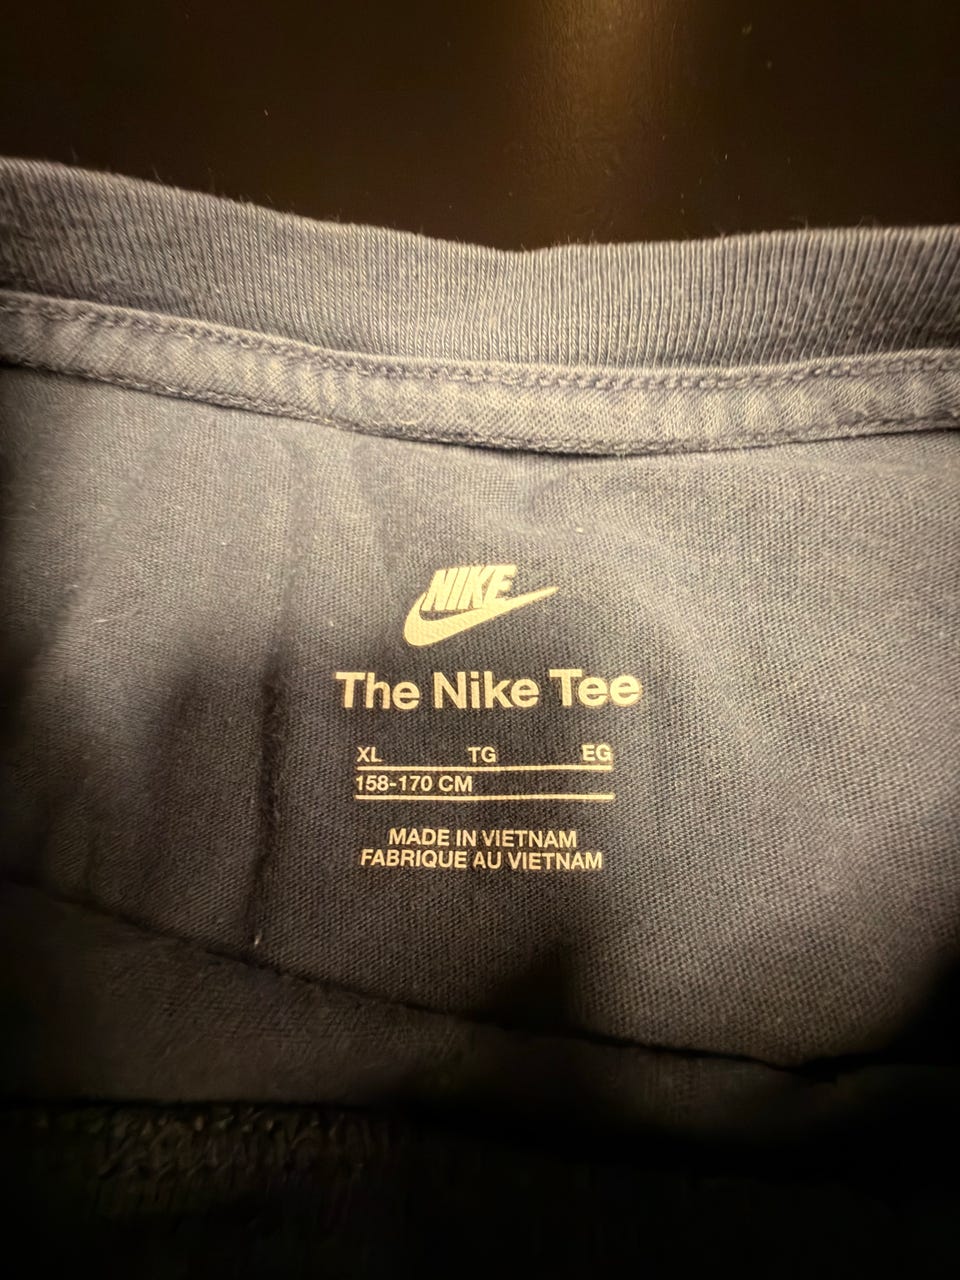 NIKE
The Nike Tee
XL TG EG
158-170 CM
MADE IN VIETNAM
FABRIQUE AU VIETNAM